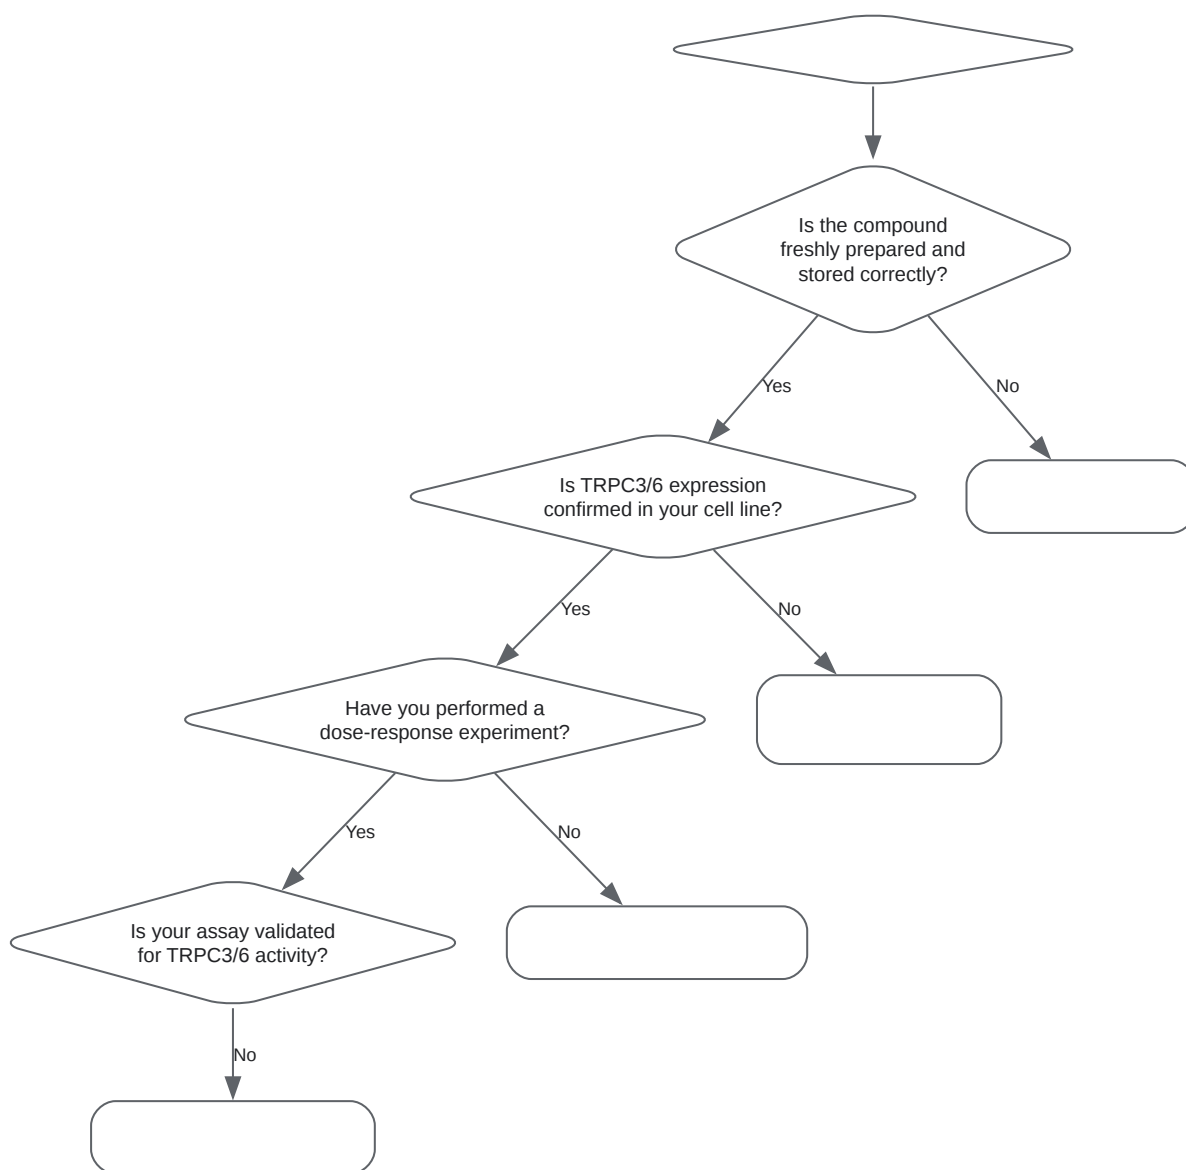 Is the compound
freshly prepared and
stored correctly?
Yes
No
Is TRPC3/6 expression
confirmed in your cell line?
Yes
No
Have you performed a
dose-response experiment?
Yes
No
Is your assay validated
for TRPC3/6 activity?
No